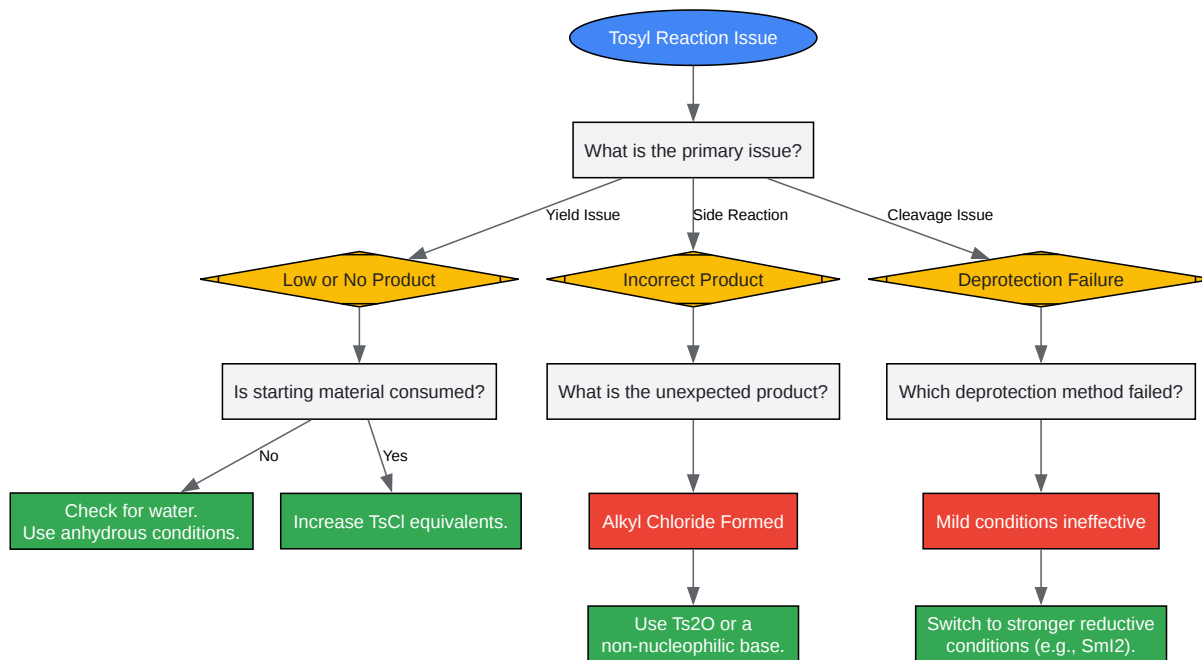 Tosyl Reaction Issue
What is the primary issue?
Yield Issue
Side Reaction
Cleavage Issue
Low or No Product
Incorrect Product
Deprotection Failure
Is starting material consumed?
What is the unexpected product?
Which deprotection method failed?
No
Yes
Check for water.
Use anhydrous conditions.
Increase TsCl equivalents.
Alkyl Chloride Formed
Mild conditions ineffective
Use Ts2O or a
non-nucleophilic base.
Switch to stronger reductive
conditions (e.g., SmI2).